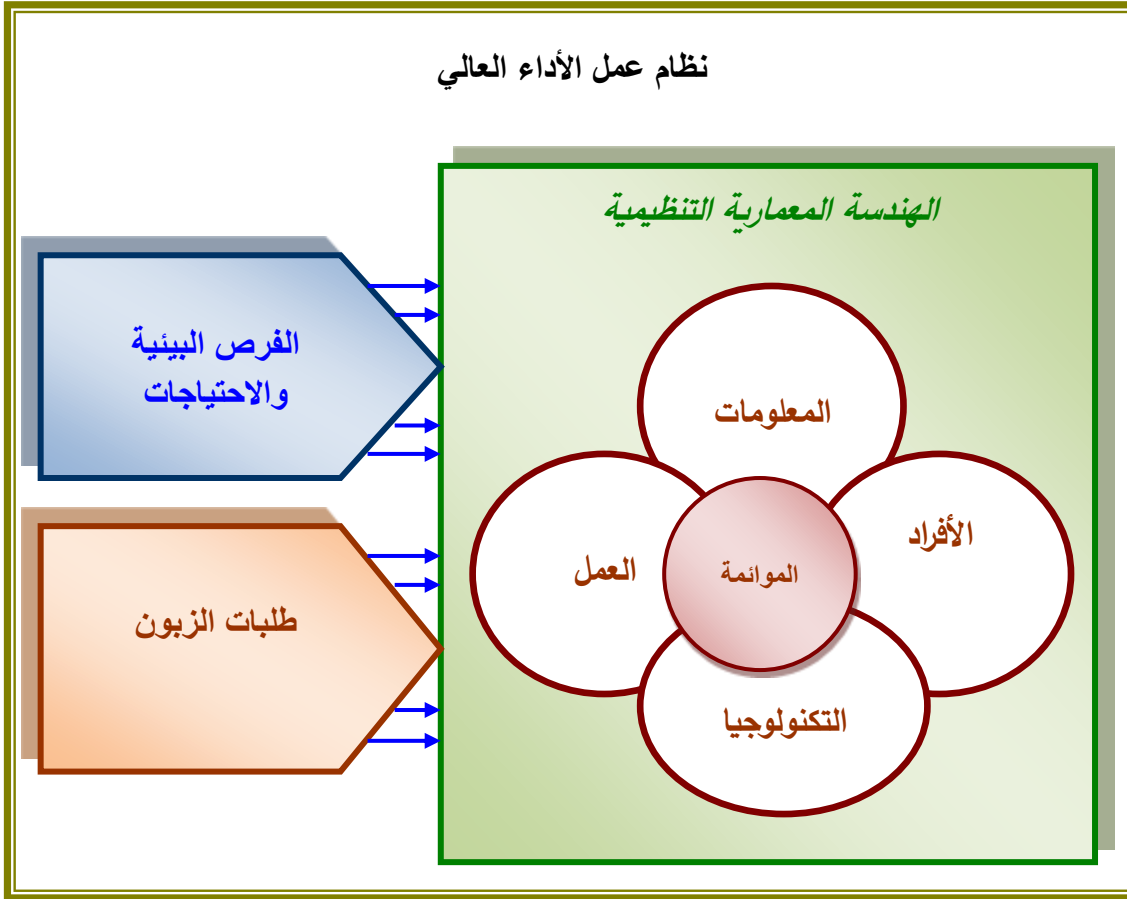 نظام عمل الأداء العالي
الهندسة المعمارية التنظيمية
الفرص البيئية
والاحتياجات
المعلومات
الأفراد
العمل
الموائمة
طلبات الزبون
التكنولوجيا